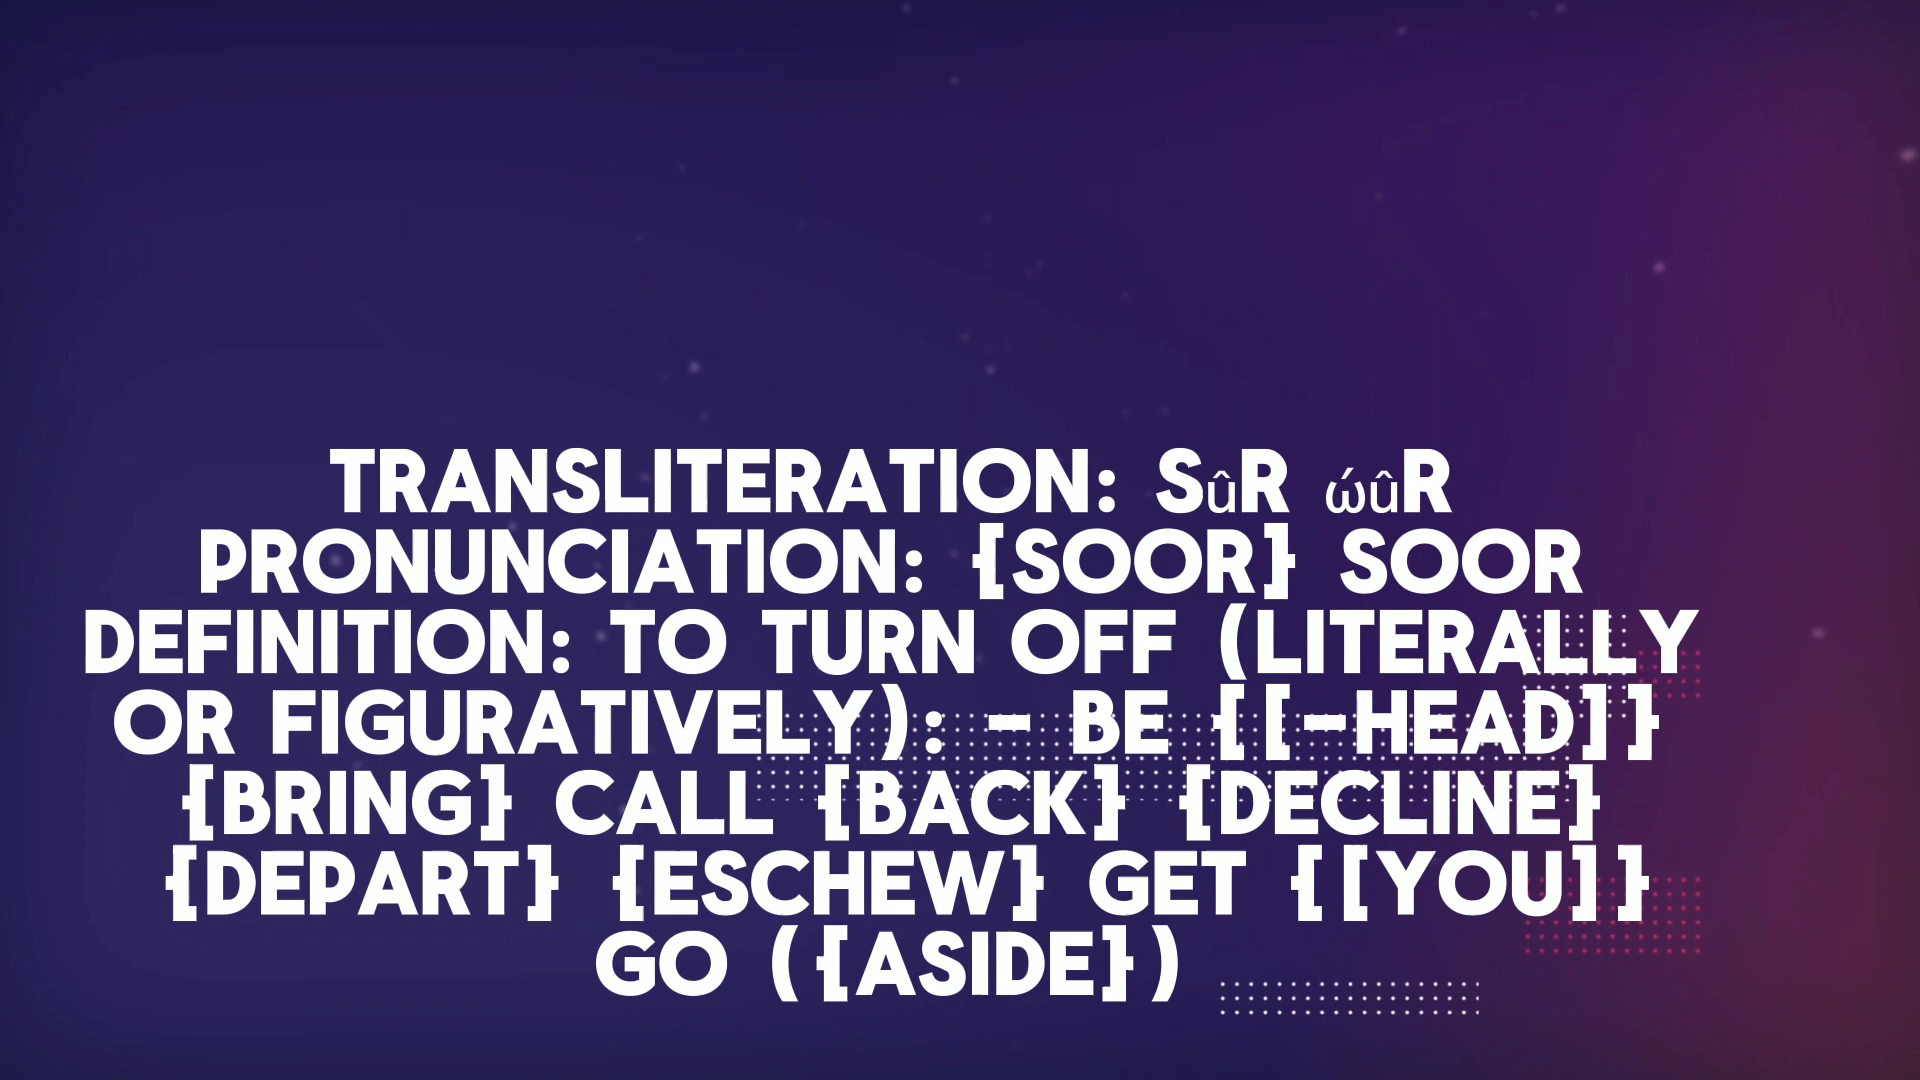 TRANSLITERATION: SûR ώûR
PRONUNCIATION: {SOOR} SOOR
DEFINITION: TO TURN OFF (LITERALLY
OR FIGURATIVELY): - BE {[-HEAD]}
{BRING} CALL {BACK} {DECLINE}
{DEPART} {ESCHEW} GET {[YOU]}
GO ({ASIDE})